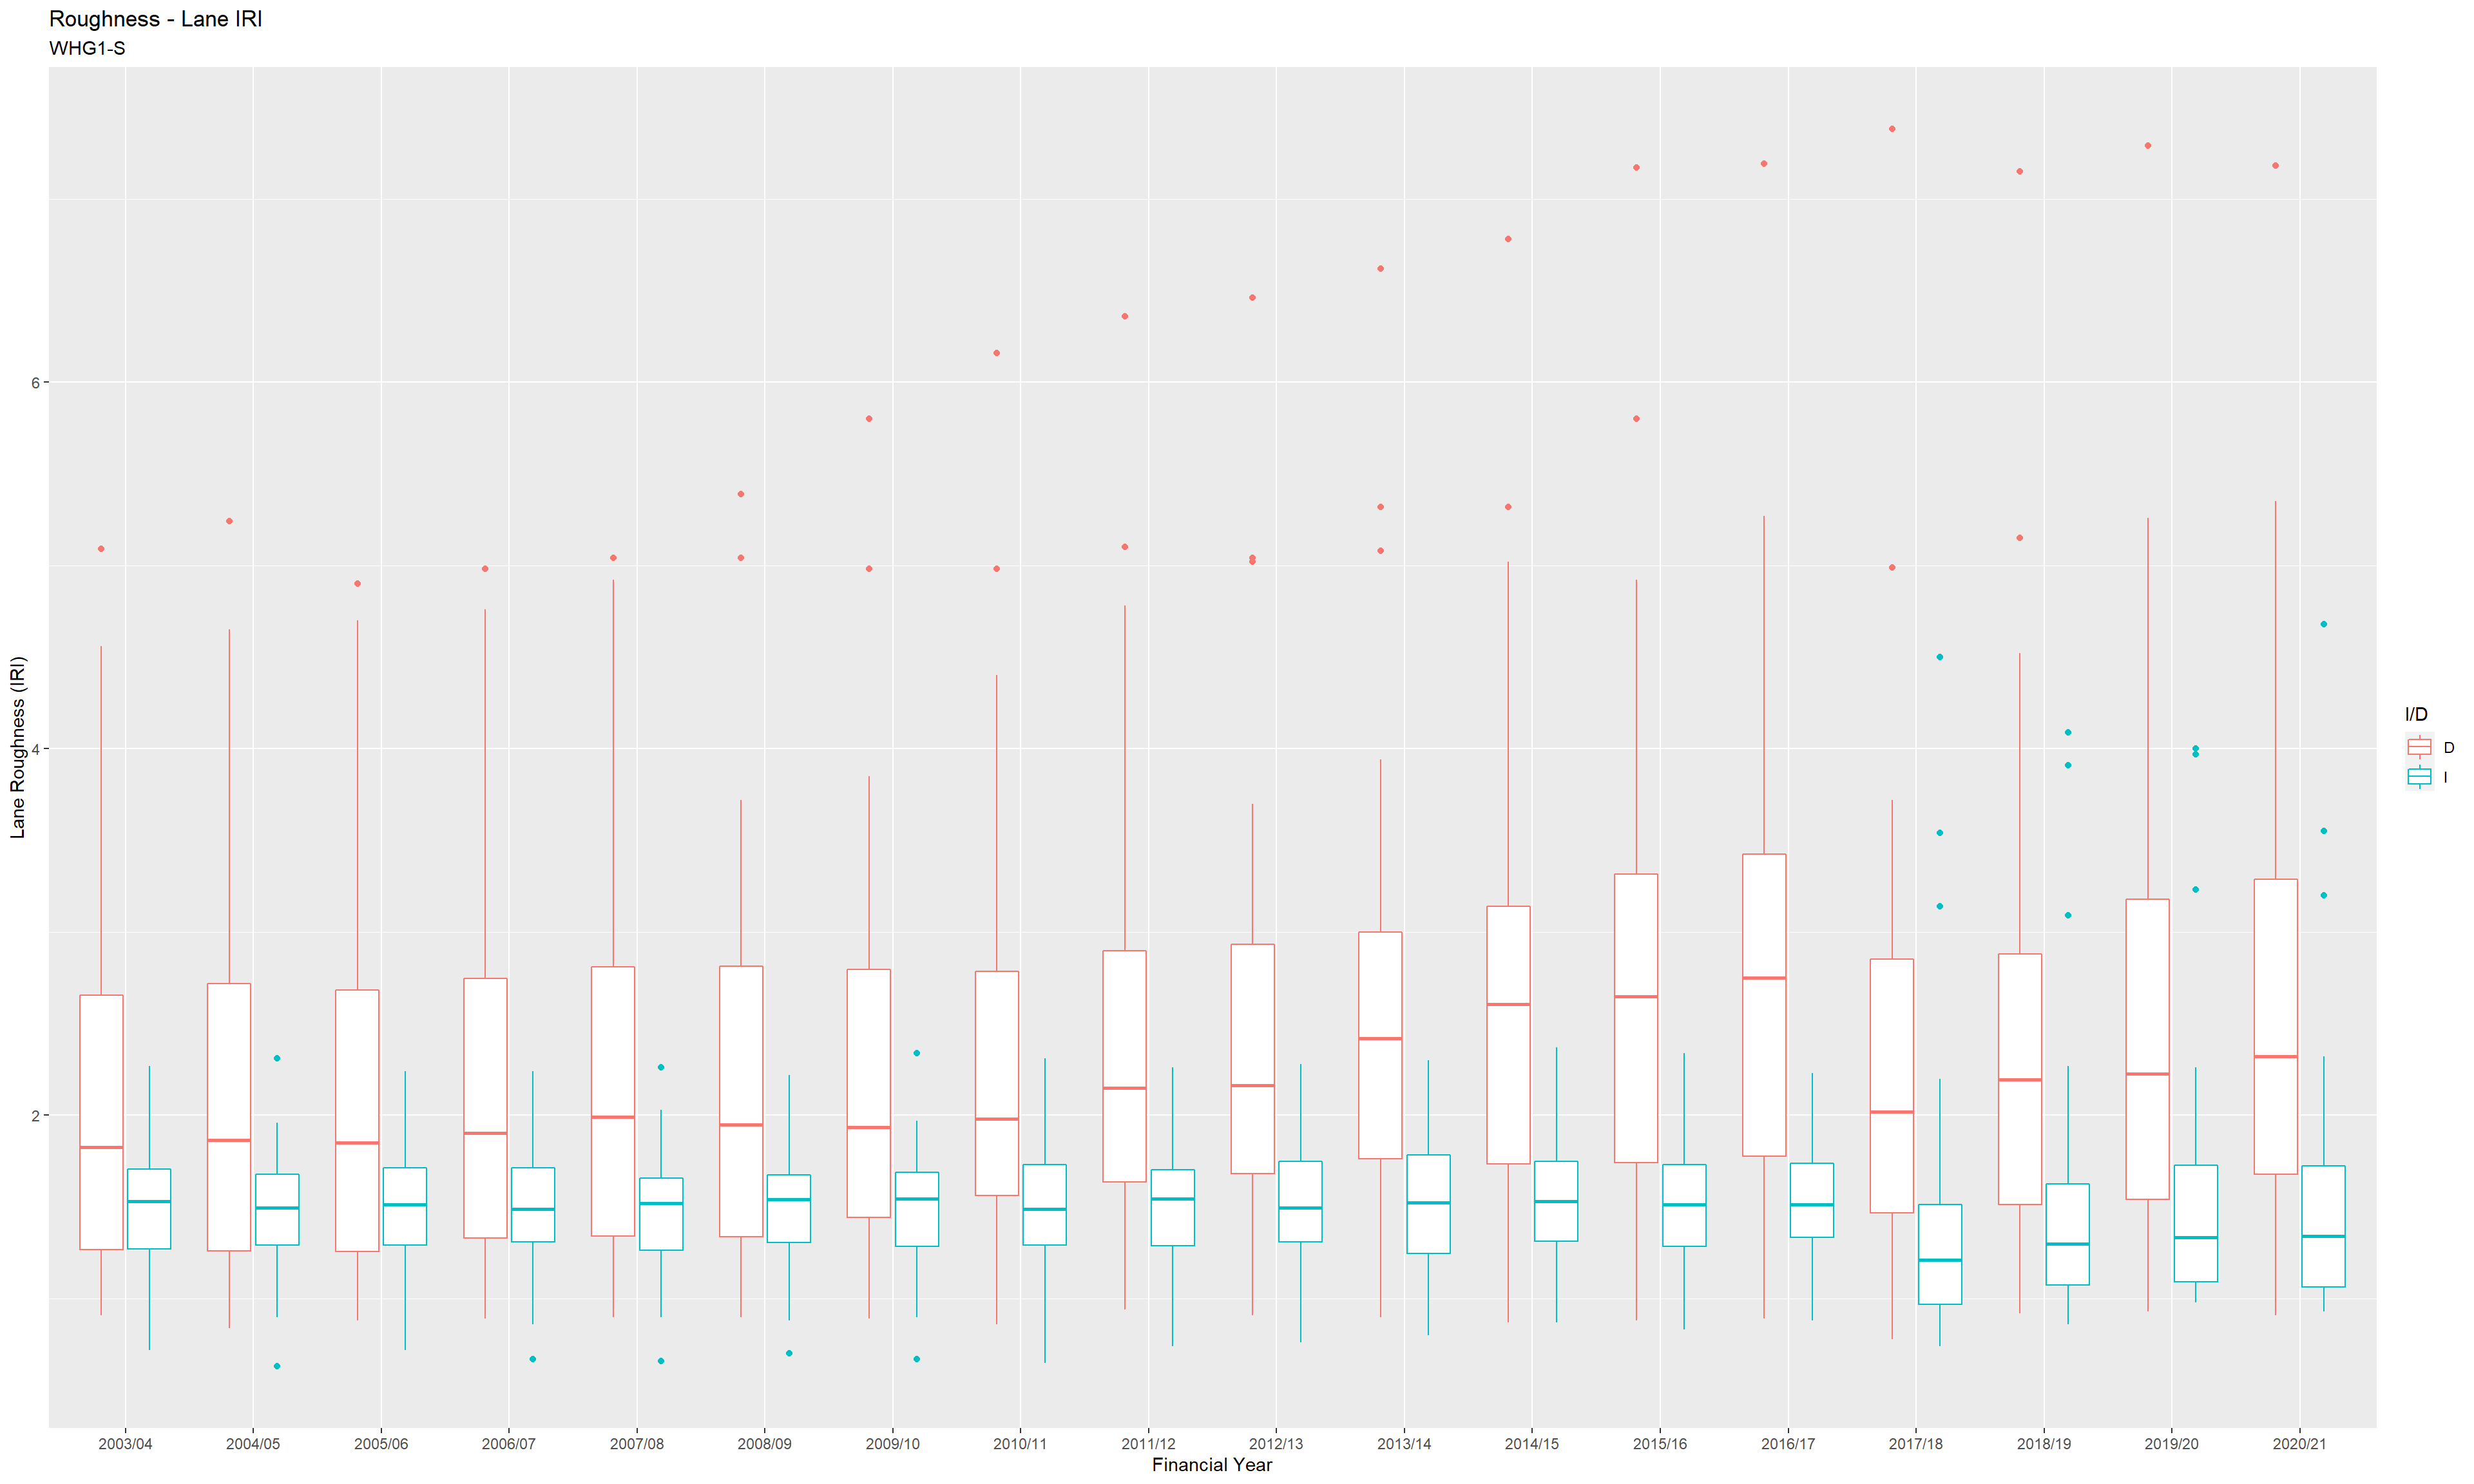 Roughness - Lane IRI
WHG1-S
Lane Roughness (IRI)
6
4
2
2003/04 2004/05 2005/06 2006/07 2007/08 2008/09 2009/10 2010/11 2011/12 2012/13 2013/14 2014/15 2015/16 2016/17 2017/18 2018/19 2019/20 2020/21
Financial Year
I/D
D
I